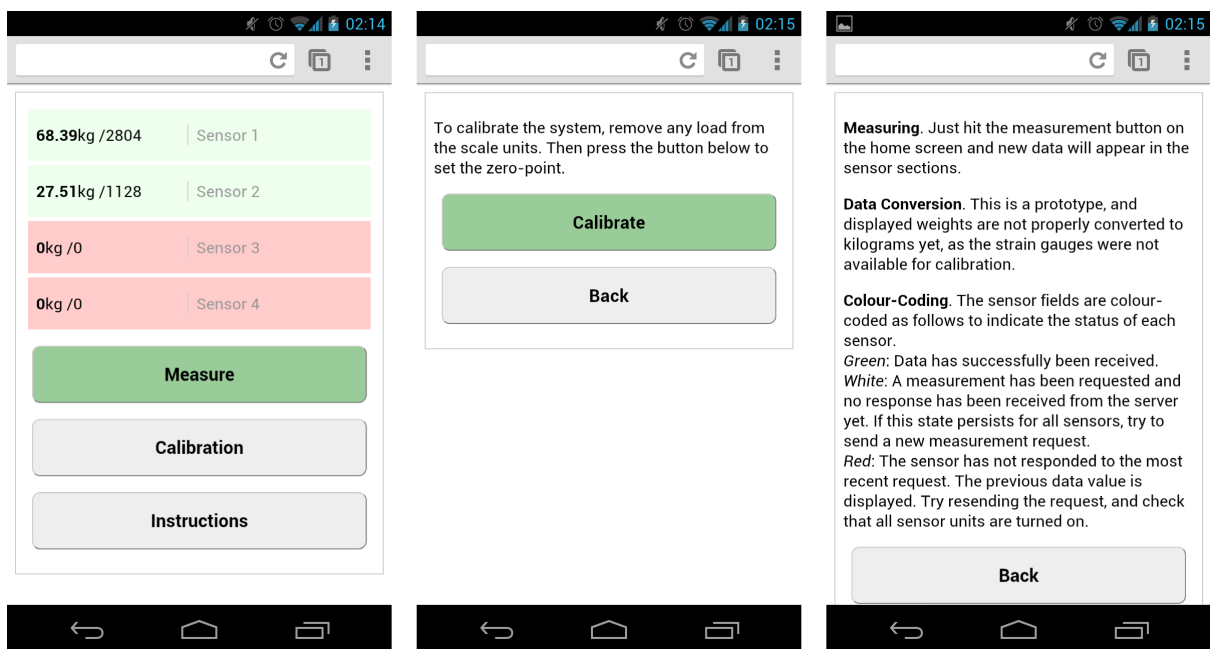 02:14
1
68.39kg /2804 Sensor 1
27.51kg /1128 Sensor 2
0kg /0 Sensor 3
0kg /0 Sensor 4
Measure
Calibration
Instructions
02:15
1
To calibrate the system, remove any load from
the scale units. Then press the button below to
set the zero-point.
Calibrate
Back
02:15
1
Measuring. Just hit the measurement button on
the home screen and new data will appear in the
sensor sections.
Data Conversion. This is a prototype, and
displayed weights are not properly converted to
kilograms yet, as the strain gauges were not
available for calibration.
Colour-Coding. The sensor fields are colour-
coded as follows to indicate the status of each
sensor.
Green: Data has successfully been received.
White: A measurement has been requested and
no response has been received from the server
yet. If this state persists for all sensors, try to
send a new measurement request.
Red: The sensor has not responded to the most
recent request. The previous data value is
displayed. Try resending the request, and check
that all sensor units are turned on.
Back